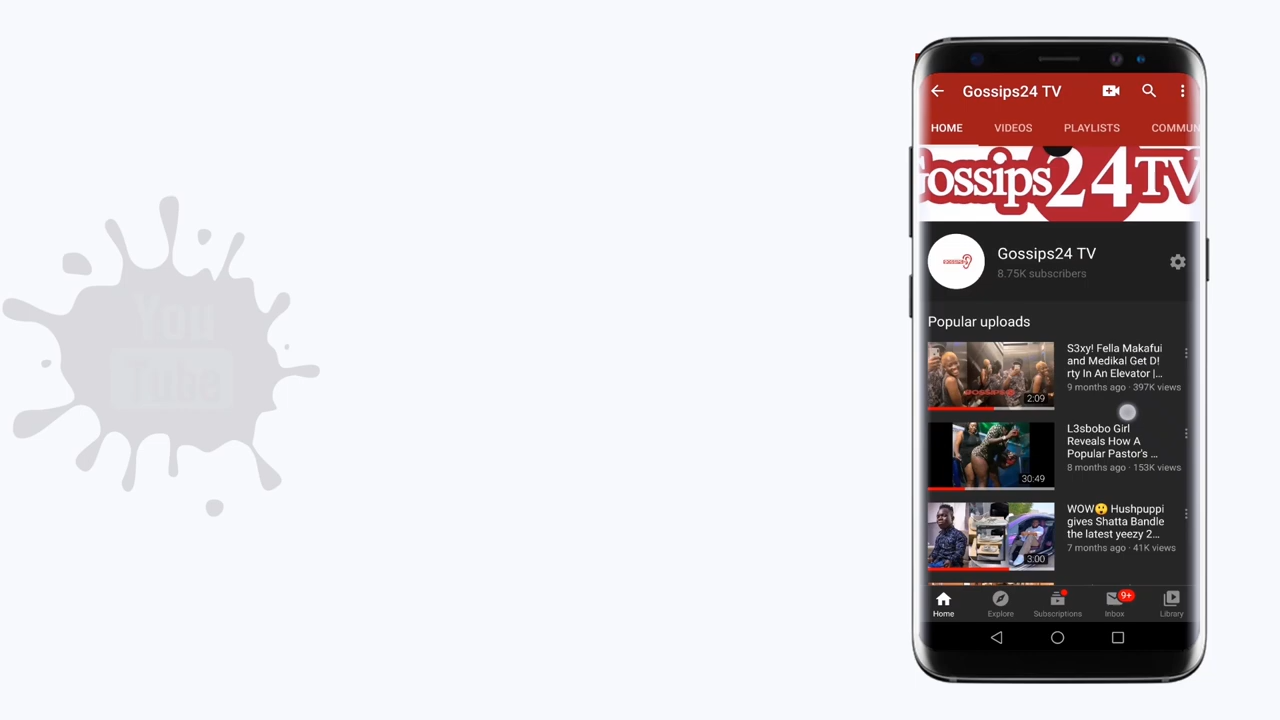 You
Tube
Gossips24 TV
HOME VIDEOS PLAYLISTS COMMUN
Gossips24TV
Gossips24 TV
8.75K subscribers
Popular uploads
S3xy! Fella Makafui
and Medikal Get D!
rty In An Elevator |...
9 months ago · 397K views
2:09
L3sbobo Girl
Reveals How A
Popular Pastor's ...
8 months ago · 153K views
30:49
WOW😲 Hushpuppi
gives Shatta Bandle
the latest yeezy 2...
7 months ago · 41K views
3:00
9+
Home Explore Subscriptions Inbox Library